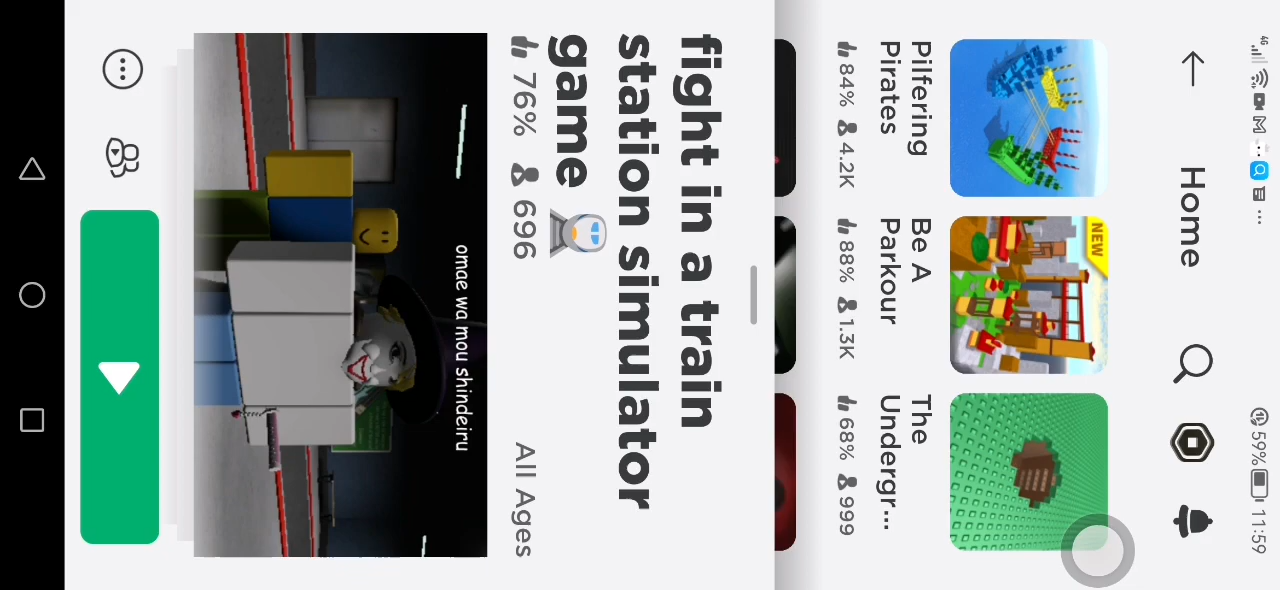 4G
59%
11:59
Home
NEW
Pilfering
Pirates
84% 4.2K
Be A
Parkour
88% 1.3K
The
Undergr...
68% 999
fight in a train
station simulator
game
76% 696
All Ages
omae wa mou shindeiru